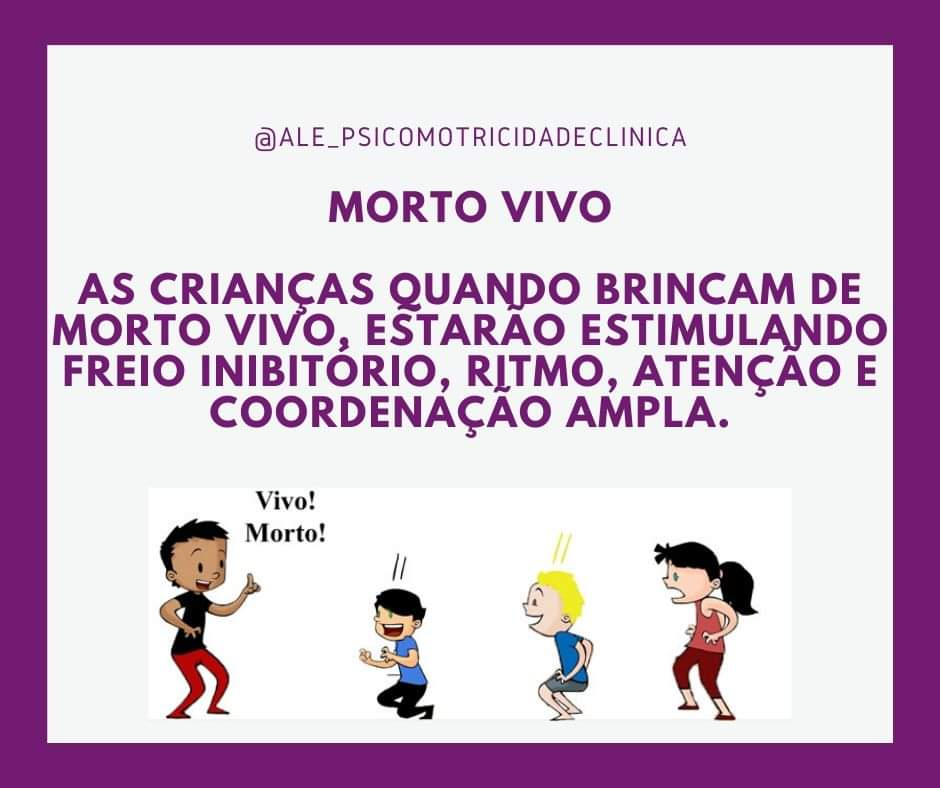 @ALE_PSICOMOTRICIDADECLINICA
MORTO VIVO
AS CRIANÇAS QUANDO BRINCAM DE
MORTO VIVO, ESTARÃO ESTIMULANDO
FREIO INIBITÓRIO, RITMO, ATENÇÃO E
COORDENAÇÃO AMPLA.
Vivo!
Morto!